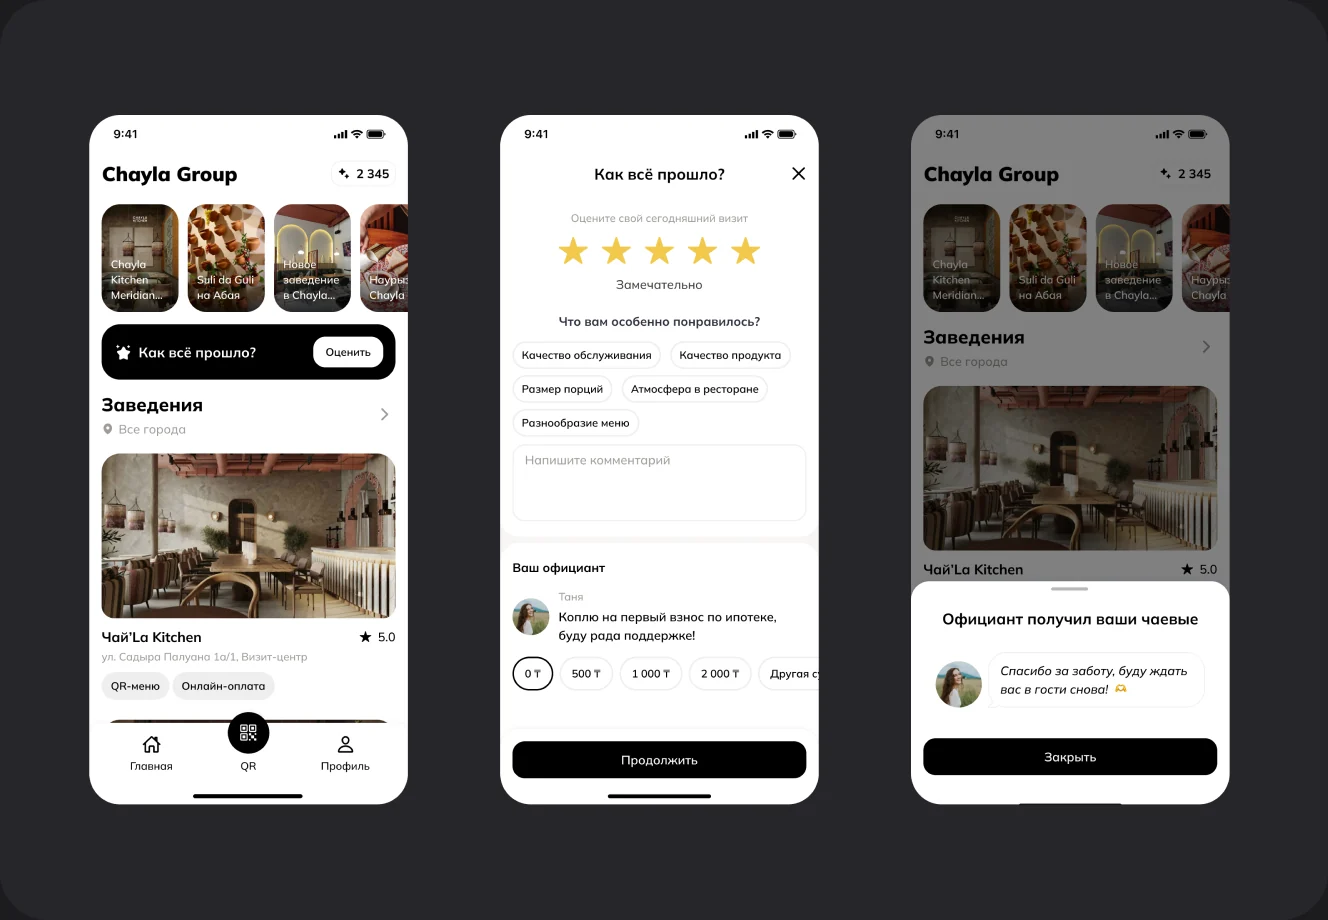 9:41
Chayla Group
2 345
Chayla
Kitchen
Meridian...
Suli da Guli
на Абая
Новое
заведение
в Chayla...
Наурыз
Chayla
Как всё прошло?
Оценить
Заведения
Все города
Чай'La Kitchen
5.0
ул. Садыра Палуана 1а/1, Визит-центр
QR-меню
Онлайн-оплата
Главная
QR
Профиль
9:41
Как всё прошло?
Оцените свой сегодняшний визит
Замечательно
Что вам особенно понравилось?
Качество обслуживания
Качество продукта
Размер порций
Атмосфера в ресторане
Разнообразие меню
Напишите комментарий
Ваш официант
Таня
Коплю на первый взнос по ипотеке,
буду рада поддержке!
0 ₸
500 ₸
1 000 ₸
2 000 ₸
Другая су
Продолжить
9:41
Chayla Group
2 345
Chayla
Kitchen
Meridian...
Suli da Guli
на Абая
Новое
заведение
в Chayla...
Наурыз
Chayla
Заведения
Все города
Чай'La Kitchen
5.0
Официант получил ваши чаевые
Спасибо за заботу, буду ждать
вас в гости снова! 🫶
Закрыть